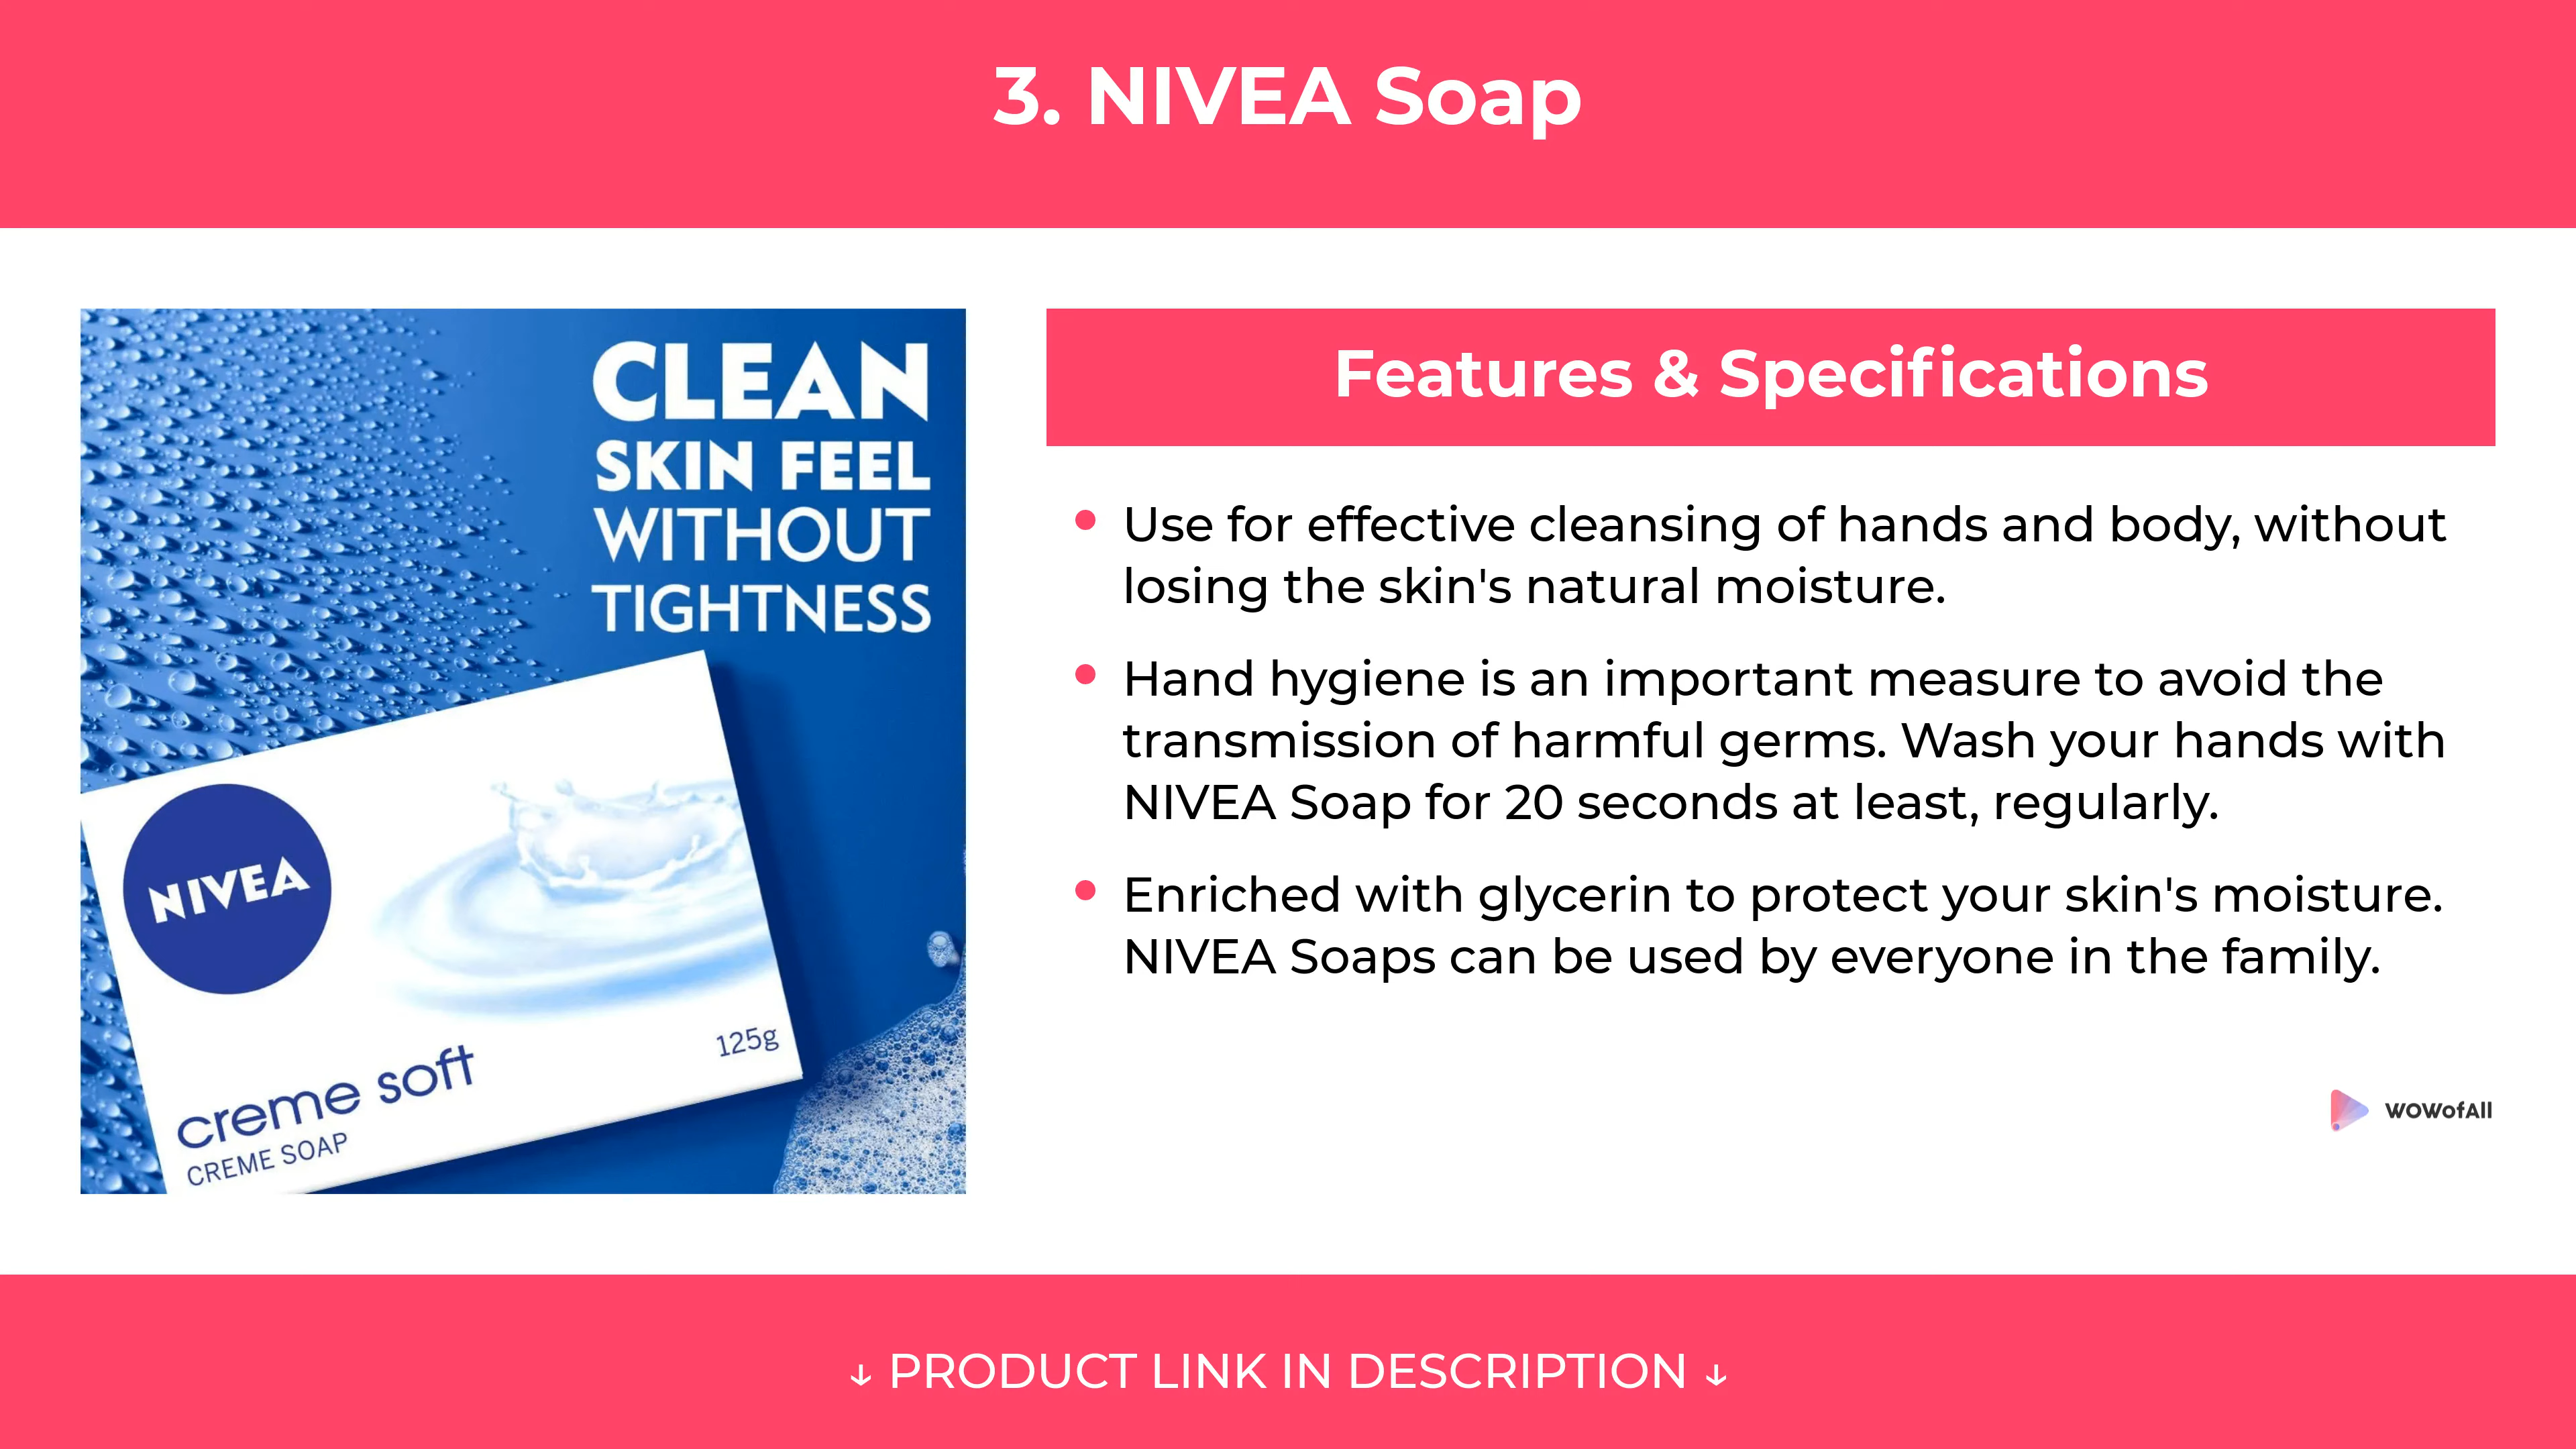 3. NIVEA Soap
CLEAN
SKIN FEEL
WITHOUT
TIGHTNESS
NIVEA
125g
creme soft
CREME SOAP
Features & Specifications
• Use for effective cleansing of hands and body, without
losing the skin's natural moisture.
• Hand hygiene is an important measure to avoid the
transmission of harmful germs. Wash your hands with
NIVEA Soap for 20 seconds at least, regularly.
• Enriched with glycerin to protect your skin's moisture.
NIVEA Soaps can be used by everyone in the family.
WOWofAll
↓ PRODUCT LINK IN DESCRIPTION ↓